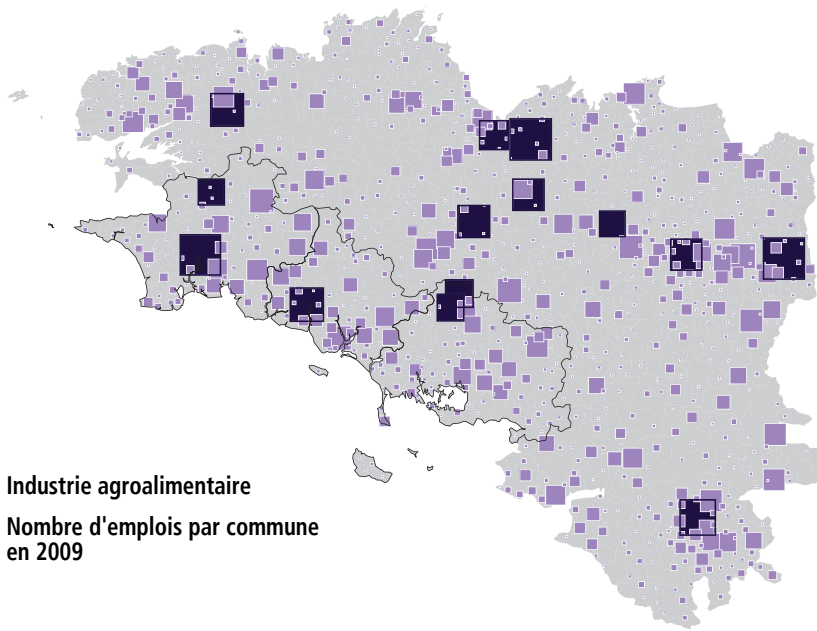 Industrie agroalimentaire
Nombre d'emplois par commune
en 2009